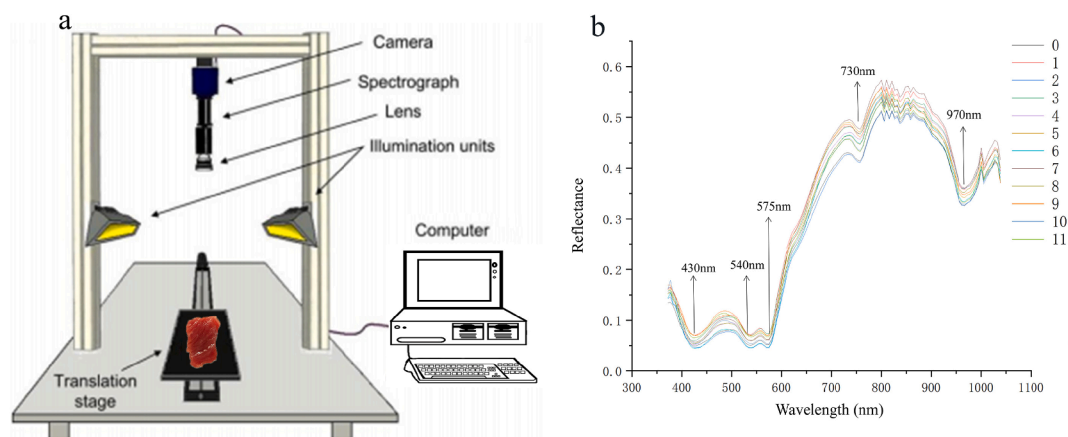 a
Camera
Spectrograph
Lens
Illumination units
Computer
Translation
stage
b
0.6
0.5
0.4
0.3
0.2
0.1
0.0
Reflectance
300 400 500 600 700 800 900 1000 1100
Wavelength (nm)
430nm
540nm
575nm
730nm
970nm
0
1
2
3
4
5
6
7
8
9
10
11